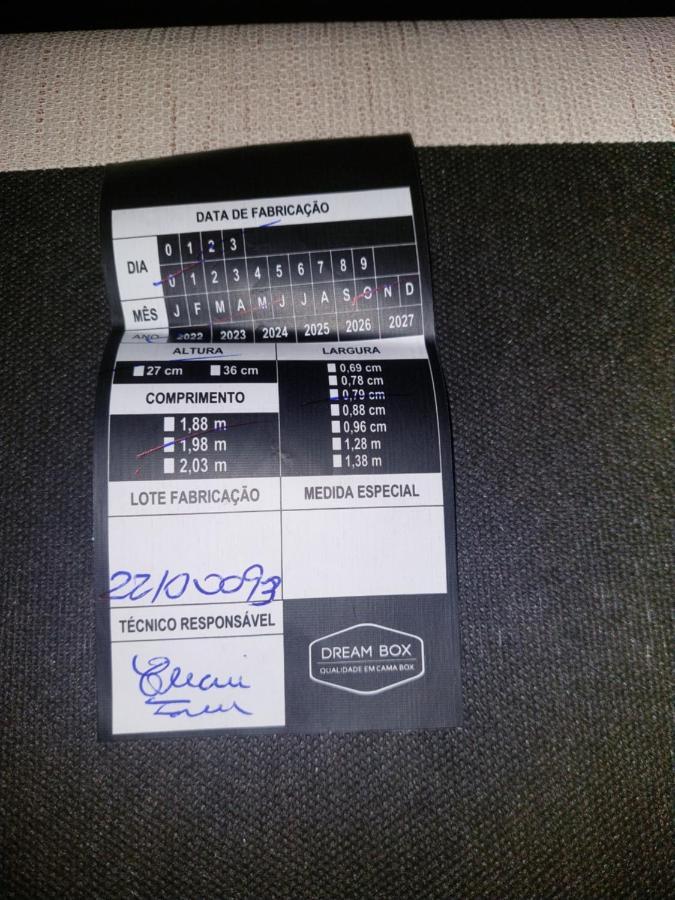 DATA DE FABRICAÇÃO
DIA
0 1 2 3
0 1 2 3 4 5 6 7 8 9
MÊS
J F M A M J J A S O N D
ANO 2022 2023 2024 2025 2026 2027
ALTURA
27 cm 36 cm
COMPRIMENTO
1,88 m
1,98 m
2,03 m
LARGURA
0,69 cm
0,78 cm
0,79 cm
0,88 cm
0,96 cm
1,28 m
1,38 m
LOTE FABRICAÇÃO
MEDIDA ESPECIAL
TÉCNICO RESPONSÁVEL
DREAM BOX
QUALIDADE EM CAMA BOX